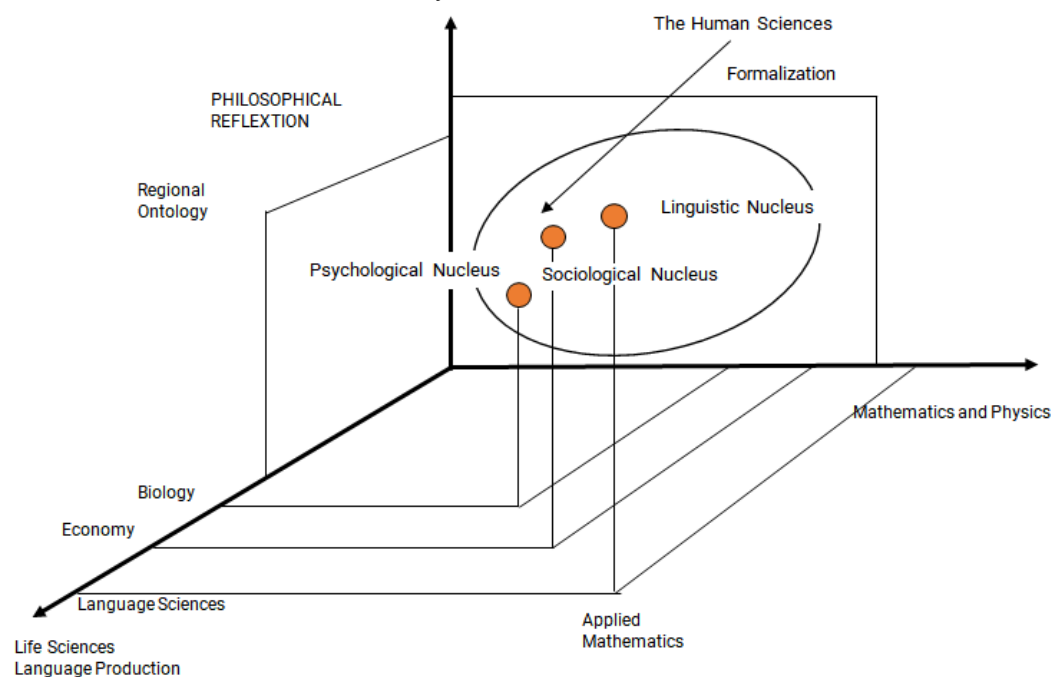 The Human Sciences
Formalization
PHILOSOPHICAL
REFLEXTION
Regional
Ontology
Linguistic Nucleus
Psychological Nucleus
Sociological Nucleus
Mathematics and Physics
Biology
Economy
Language Sciences
Applied
Mathematics
Life Sciences
Language Production